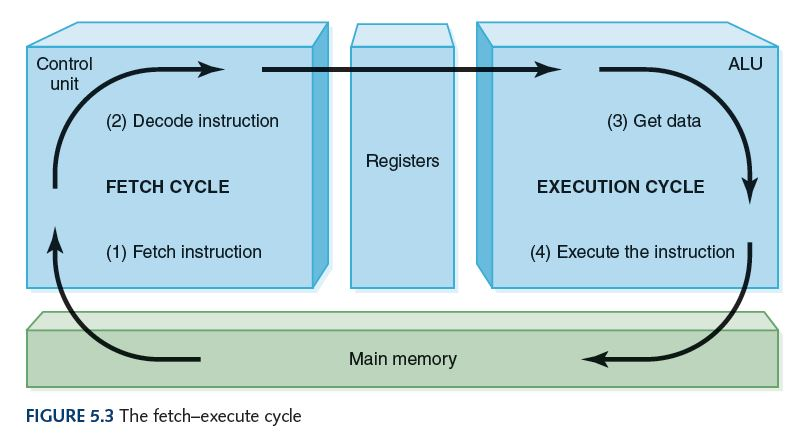 Control
unit
ALU
(2) Decode instruction
(3) Get data
Registers
FETCH CYCLE
EXECUTION CYCLE
(1) Fetch instruction
(4) Execute the instruction
Main memory
FIGURE 5.3 The fetch–execute cycle